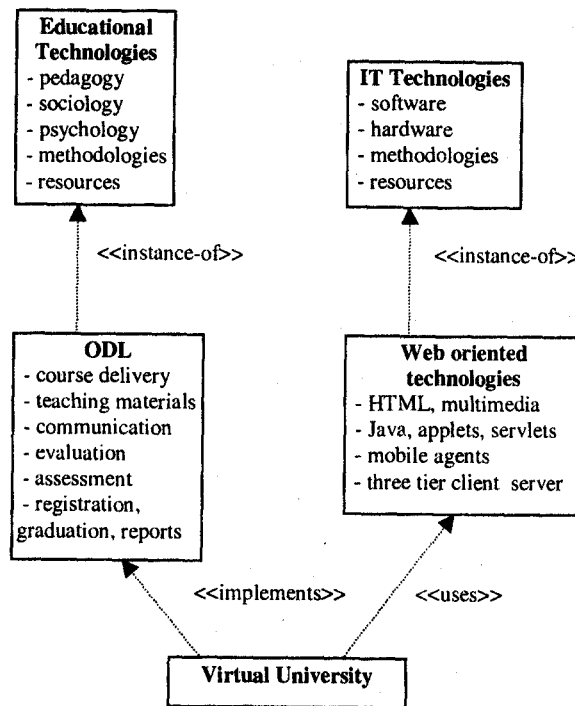 Educational
Technologies
- pedagogy
- sociology
- psychology
- methodologies
- resources
IT Technologies
- software
- hardware
- methodologies
- resources
<<instance-of>>
<<instance-of>>
ODL
- course delivery
- teaching materials
- communication
- evaluation
- assessment
- registration,
graduation, reports
Web oriented
technologies
- HTML, multimedia
- Java, applets, servlets
- mobile agents
- three tier client server
<<implements>>
<<uses>>
Virtual University